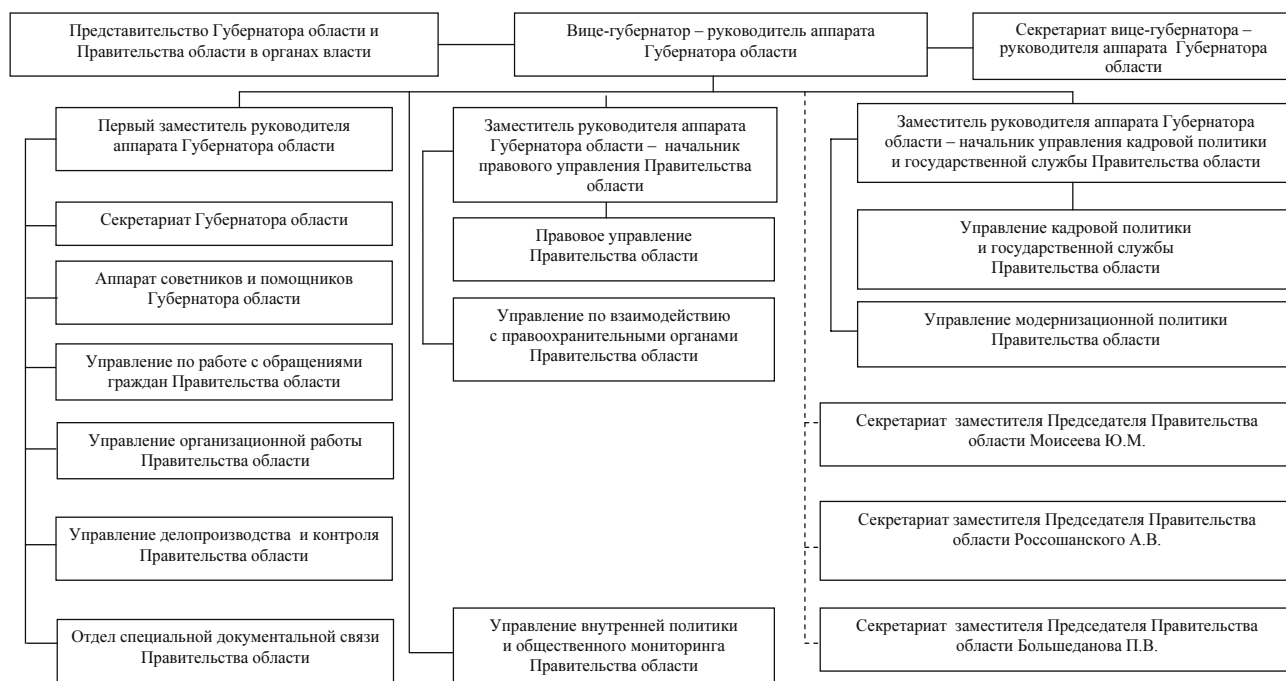 Представительство Губернатора области и
Правительства области в органах власти
Вице-губернатор – руководитель аппарата
Губернатора области
Секретариат вице-губернатора –
руководителя аппарата Губернатора
области
Первый заместитель руководителя
аппарата Губернатора области
Секретариат Губернатора области
Аппарат советников и помощников
Губернатора области
Управление по работе с обращениями
граждан Правительства области
Управление организационной работы
Правительства области
Управление делопроизводства и контроля
Правительства области
Отдел специальной документальной связи
Правительства области
Заместитель руководителя аппарата
Губернатора области – начальник
правового управления Правительства
области
Правовое управление
Правительства области
Управление по взаимодействию
с правоохранительными органами
Правительства области
Управление внутренней политики
и общественного мониторинга
Правительства области
Заместитель руководителя аппарата Губернатора
области – начальник управления кадровой политики
и государственной службы Правительства области
Управление кадровой политики
и государственной службы
Правительства области
Управление модернизационной политики
Правительства области
Секретариат заместителя Председателя Правительства
области Моисеева Ю.М.
Секретариат заместителя Председателя Правительства
области Россошанского А.В.
Секретариат заместителя Председателя Правительства
области Большеданова П.В.